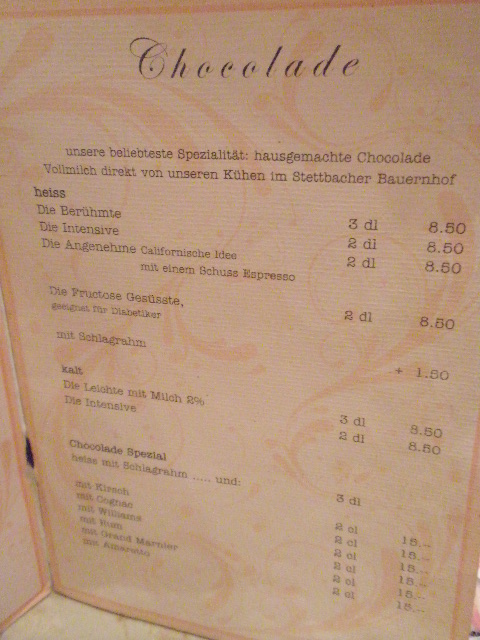 Chocolade
unsere beliebteste Spezialität: hausgemachte Chocolade
Vollmilch direkt von unseren Kühen im Stettbacher Bauernhof
heiss
Die Berühmte 3 dl 8.50
Die Intensive 2 dl 8.50
Die Angenehme Californische Idee 2 dl 8.50
mit einem Schuss Espresso
Die Fructose Gesüsste, 2 dl 8.50
geeignet für Diabetiker
mit Schlagrahm + 1.50
kalt
Die Leichte mit Milch 2% 3 dl 8.50
Die Intensive 2 dl 8.50
Chocolade Spezial
heiss mit Schlagrahm ..... und: 3 dl
mit Kirsch 2 cl 15.--
mit Cognac 2 cl 15.--
mit Williams 2 cl 15.--
mit Rum 2 cl 15.--
mit Grand Marnier 2 cl 15.--
mit Amaretto 2 cl 15.--